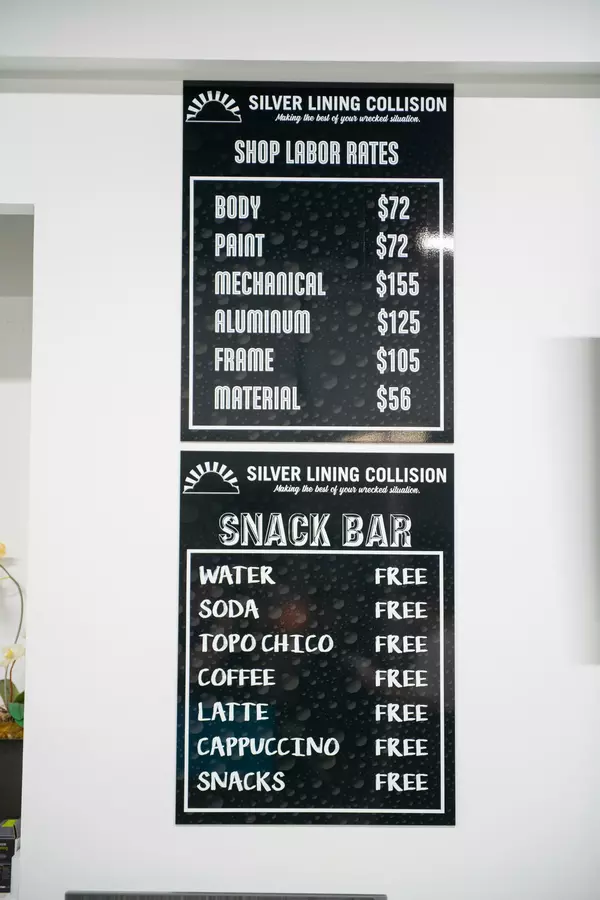 SILVER LINING COLLISION
Making the best of your wrecked situation.
SHOP LABOR RATES
BODY $72
PAINT $72
MECHANICAL $155
ALUMINUM $125
FRAME $105
MATERIAL $56
SILVER LINING COLLISION
Making the best of your wrecked situation.
SNACK BAR
WATER FREE
SODA FREE
TOPO CHICO FREE
COFFEE FREE
LATTE FREE
CAPPUCCINO FREE
SNACKS FREE